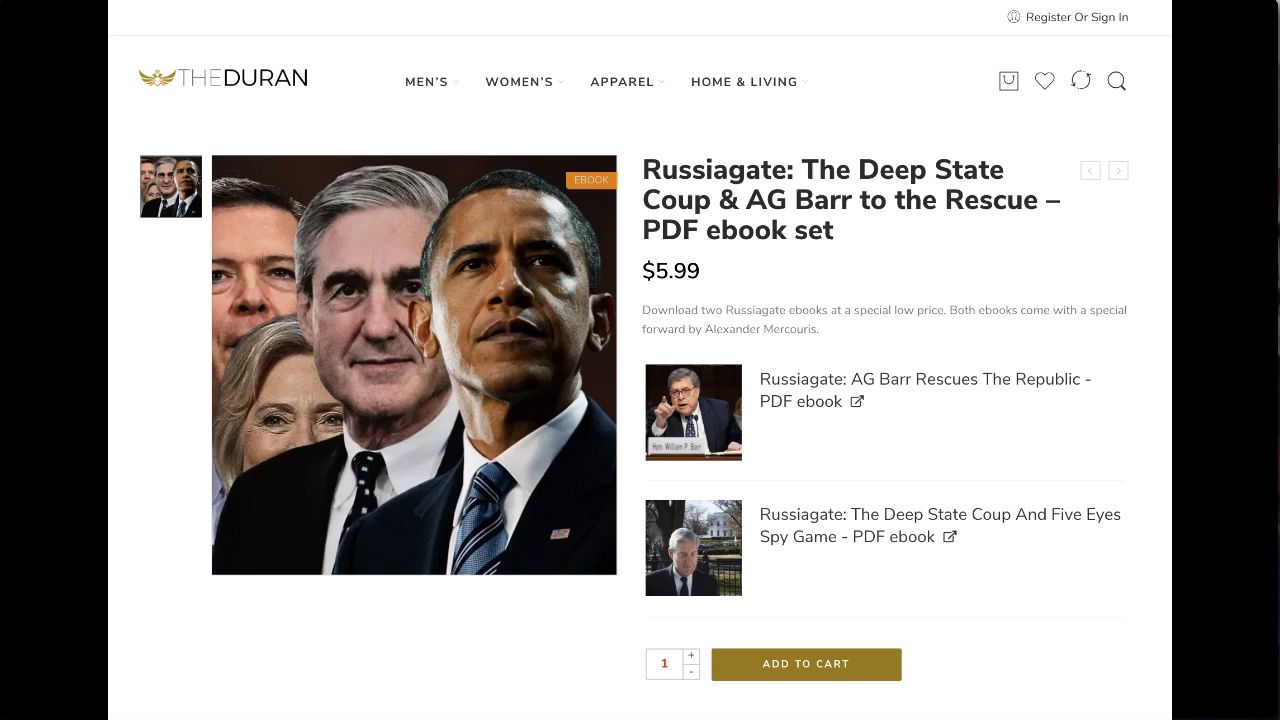 Register Or Sign In
THEDURAN
MEN'S
WOMEN'S
APPAREL
HOME & LIVING
EBOOK
Russiagate: The Deep State
Coup & AG Barr to the Rescue –
PDF ebook set
$5.99
Download two Russiagate ebooks at a special low price. Both ebooks come with a special
forward by Alexander Mercouris.
Russiagate: AG Barr Rescues The Republic -
PDF ebook
Hon. William P. Barr
Russiagate: The Deep State Coup And Five Eyes
Spy Game - PDF ebook
1
+
-
ADD TO CART